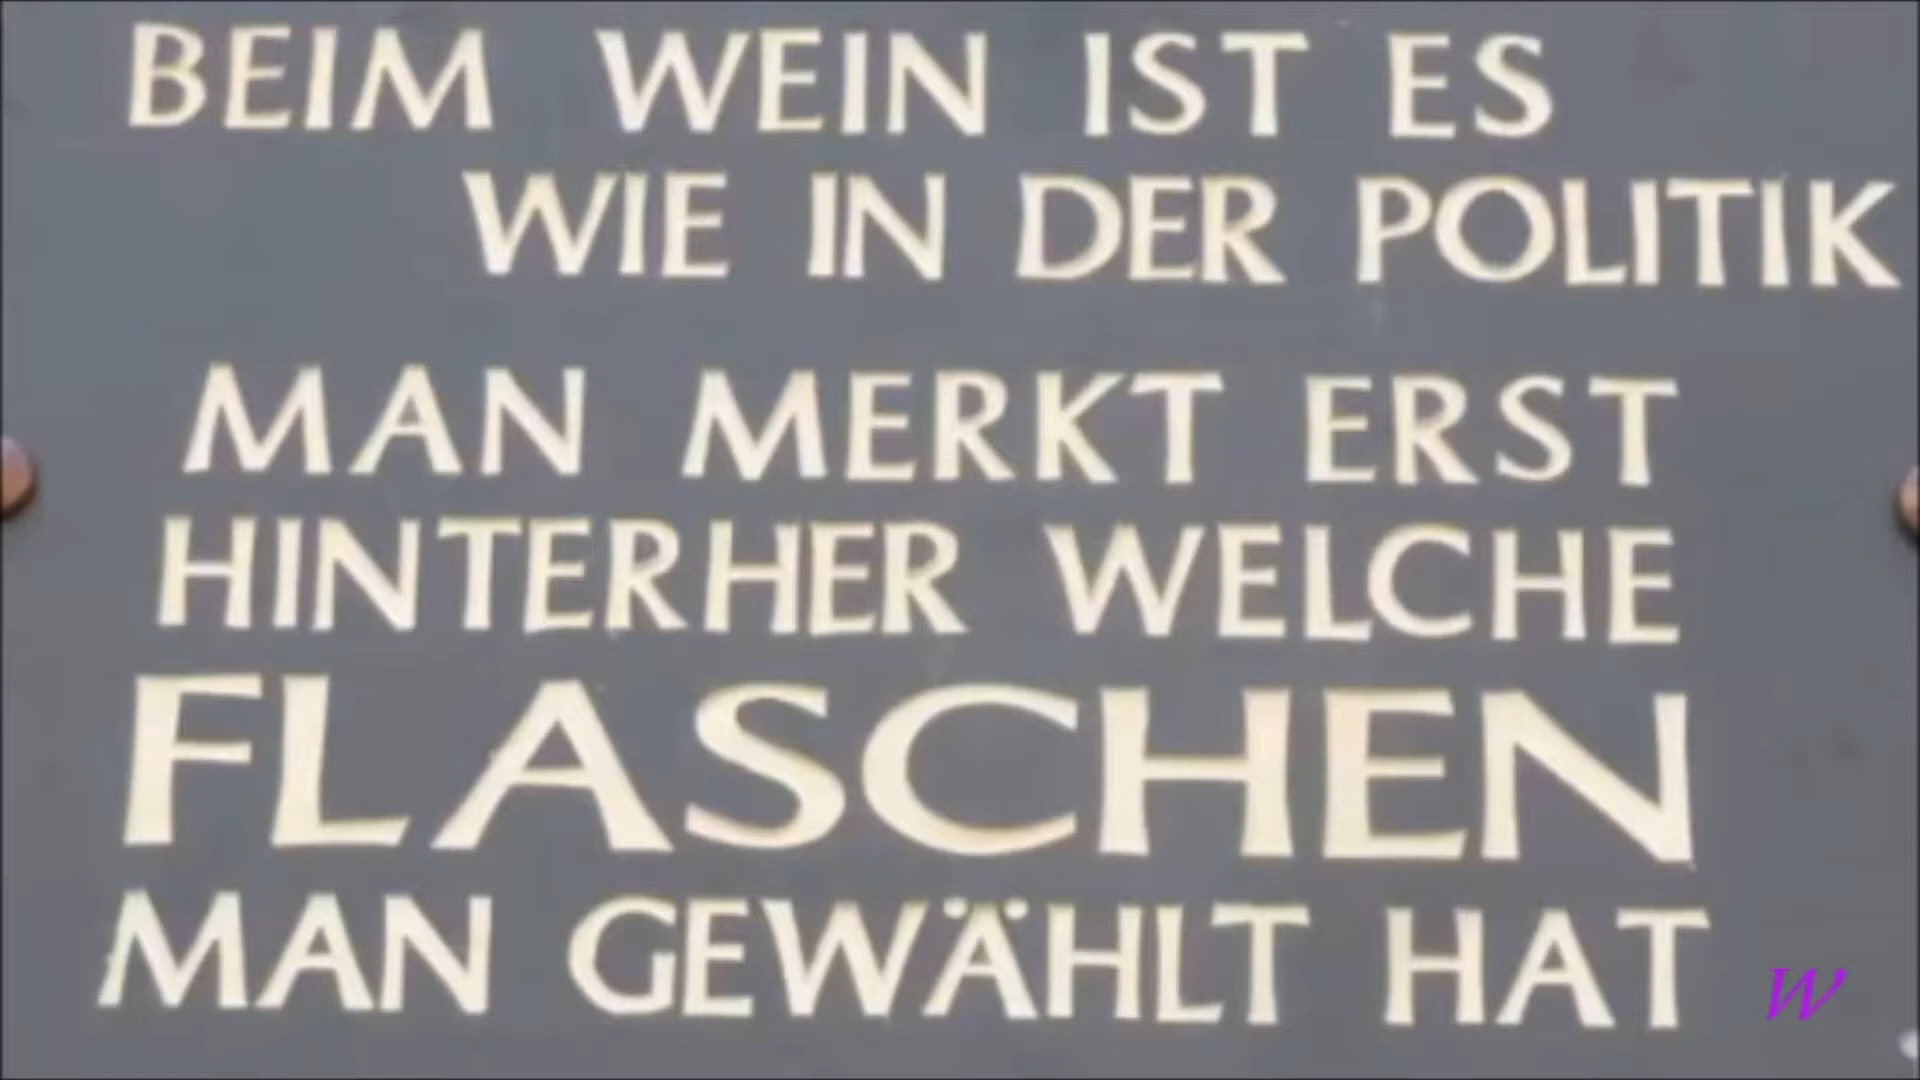 BEIM WEIN IST ES
WIE IN DER POLITIK
MAN MERKT ERST
HINTERHER WELCHE
FLASCHEN
MAN GEWÄHLT HAT
W